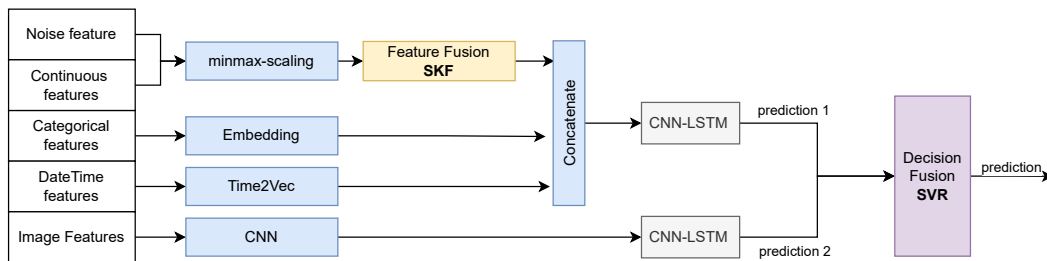 Noise feature
Continuous
features
Categorical
features
DateTime
features
Image Features
minmax-scaling
Embedding
Time2Vec
CNN
Feature Fusion
SKF
Concatenate
CNN-LSTM
CNN-LSTM
prediction 1
prediction 2
Decision
Fusion
SVR
prediction